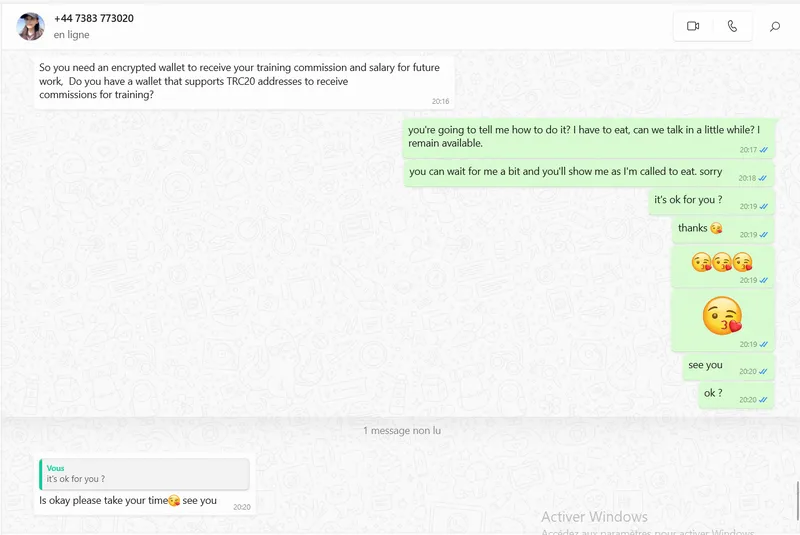 +44 7383 773020
en ligne
So you need an encrypted wallet to receive your training commission and salary for future
work, Do you have a wallet that supports TRC20 addresses to receive
commissions for training?
20:16
you're going to tell me how to do it? I have to eat, can we talk in a little while? I
remain available.
20:17
you can wait for me a bit and you'll show me as I'm called to eat. sorry
20:18
it's ok for you ?
20:19
thanks 😘
20:19
😘😘😘
20:19
😘
20:19
see you
20:20
ok ?
20:20
1 message non lu
Vous
it's ok for you ?
Is okay please take your time😘 see you
20:20
Activer Windows
Accédez aux paramètres pour activer Windows